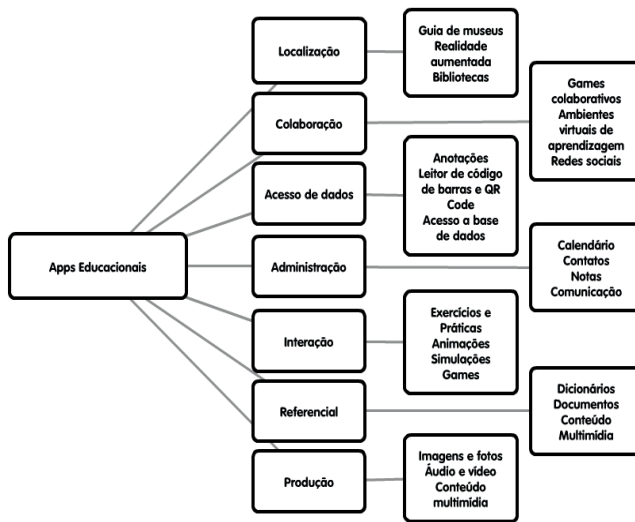 Apps Educacionais
Localização
Guia de museus
Realidade
aumentada
Bibliotecas
Colaboração
Games
colaborativos
Ambientes
virtuais de
aprendizagem
Redes sociais
Acesso de dados
Anotações
Leitor de código
de barras e QR
Code
Acesso a base
de dados
Administração
Calendário
Contatos
Notas
Comunicação
Interação
Exercícios e
Práticas
Animações
Simulações
Games
Referencial
Dicionários
Documentos
Conteúdo
Multimídia
Produção
Imagens e fotos
Áudio e vídeo
Conteúdo
multimídia